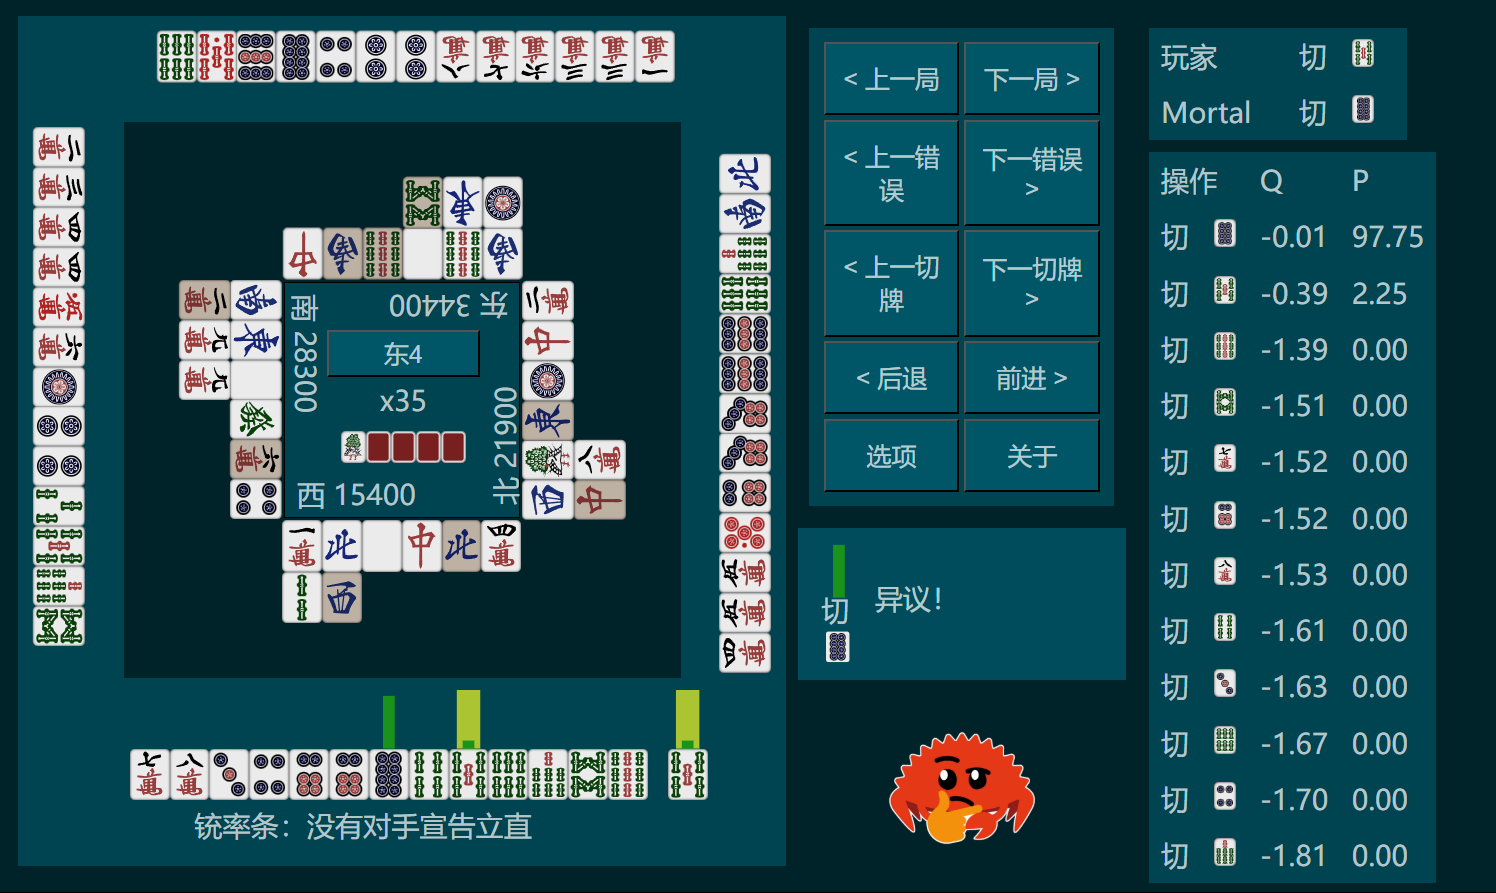 南 28300
东 34400
东4
x35
北 21900
西 15400
铳率条：没有对手宣告立直
< 上一局
下一局 >
< 上一错误
下一错误 >
< 上一切牌
下一切牌 >
< 后退
前进 >
选项
关于
切
异议！
玩家 切
Mortal 切
操作 Q P
切 -0.01 97.75
切 -0.39 2.25
切 -1.39 0.00
切 -1.51 0.00
切 -1.52 0.00
切 -1.52 0.00
切 -1.53 0.00
切 -1.61 0.00
切 -1.63 0.00
切 -1.67 0.00
切 -1.70 0.00
切 -1.81 0.00